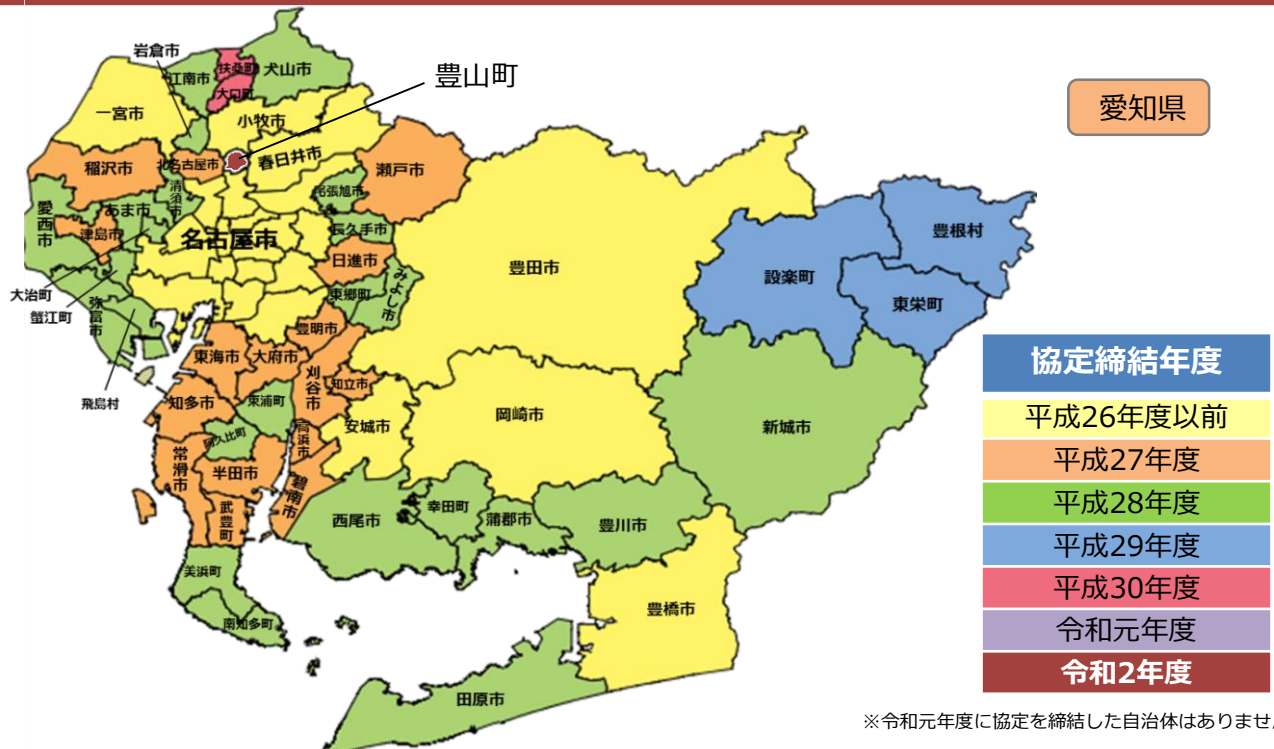 岩倉市
扶桑町
江南市
犬山市
大口町
豊山町
愛知県
一宮市
小牧市
稲沢市
北名古屋市
春日井市
瀬戸市
清須市
尾張旭市
愛西市
あま市
津島市
長久手市
名古屋市
日進市
豊田市
豊根村
設楽町
東栄町
大治町
蟹江町
弥富市
東郷町
みよし市
豊明市
東海市
大府市
刈谷市
知立市
飛島村
知多市
東浦町
安城市
岡崎市
新城市
高浜市
阿久比町
常滑市
半田市
碧南市
武豊町
西尾市
幸田町
蒲郡市
豊川市
美浜町
南知多町
豊橋市
田原市
協定締結年度
平成26年度以前
平成27年度
平成28年度
平成29年度
平成30年度
令和元年度
令和2年度
※令和元年度に協定を締結した自治体はありませ